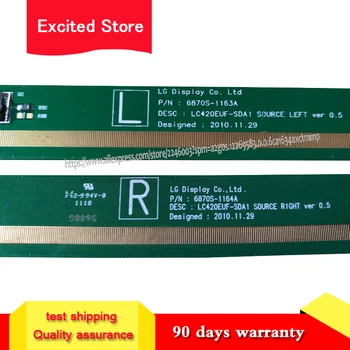 Excited Store
L
LG Display Co. Ltd
P/N : 6870S-1163A
DESC : LC420EUF-SDA1 SOURCE LEFT ver 0.5
Designed : 2010.11.29
R
LG Display Co.,Ltd.
P/N : 6870S-1164A
DESC : LC420EUF-SDA1 SOURCE RIGHT ver 0.5
Designed : 2010.11.29
1110
test shipping
Quality assurance
90 days warranty